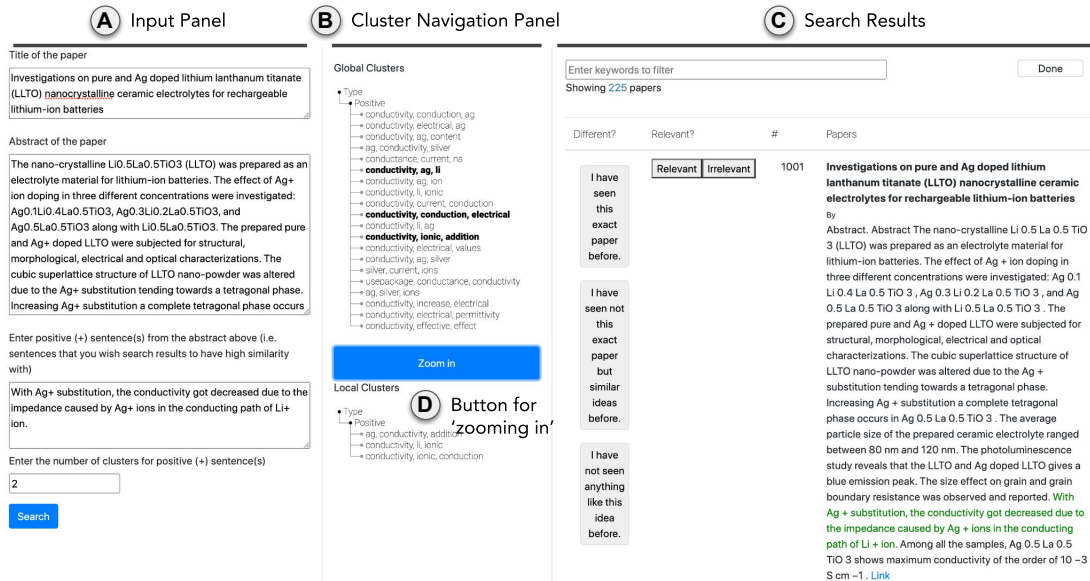 A Input Panel
Title of the paper
Investigations on pure and Ag doped lithium lanthanum titanate
(LLTO) nanocrystalline ceramic electrolytes for rechargeable
lithium-ion batteries
Abstract of the paper
The nano-crystalline Li0.5La0.5TiO3 (LLTO) was prepared as an
electrolyte material for lithium-ion batteries. The effect of Ag+
ion doping in three different concentrations were investigated:
Ag0.1Li0.4La0.5TiO3, Ag0.3Li0.2La0.5TiO3, and
Ag0.5La0.5TiO3 along with Li0.5La0.5TiO3. The prepared pure
and Ag+ doped LLTO were subjected for structural,
morphological, electrical and optical characterizations. The
cubic superlattice structure of LLTO nano-powder was altered
due to the Ag+ substitution tending towards a tetragonal phase.
Increasing Ag+ substitution a complete tetragonal phase occurs
Enter positive (+) sentence(s) from the abstract above (i.e.
sentences that you wish search results to have high similarity
with)
With Ag+ substitution, the conductivity got decreased due to the
impedance caused by Ag+ ions in the conducting path of Li+
ion.
Enter the number of clusters for positive (+) sentence(s)
2
Search
B Cluster Navigation Panel
Global Clusters
Type
Positive
conductivity, conduction, ag
conductivity, electrical, ag
conductivity, ag, content
ag, conductivity, silver
conductance, current, na
conductivity, ag, li
conductivity, ag, ion
conductivity, li, ionic
conductivity, current, conduction
conductivity, conduction, electrical
conductivity, li, ag
conductivity, ionic, addition
conductivity, electrical, values
conductivity, ag, silver
silver, current, ions
usepackage, conductance, conductivity
ag, silver, ions
conductivity, increase, electrical
conductivity, electrical, permittivity
conductivity, effective, effect
Zoom in
Local Clusters
Type
Positive
ag, conductivity, addition
conductivity, li, ionic
conductivity, ionic, conduction
D Button for
‘zooming in’
C Search Results
Enter keywords to filter
Done
Showing 225 papers
Different? Relevant? # Papers
I have
seen
this
exact
paper
before.
I have
seen not
this
exact
paper
but
similar
ideas
before.
I have
not seen
anything
like this
idea
before.
Relevant Irrelevant
1001
Investigations on pure and Ag doped lithium
lanthanum titanate (LLTO) nanocrystalline ceramic
electrolytes for rechargeable lithium-ion batteries
By
Abstract. Abstract The nano-crystalline Li 0.5 La 0.5 TiO
3 (LLTO) was prepared as an electrolyte material for
lithium-ion batteries. The effect of Ag + ion doping in
three different concentrations were investigated: Ag 0.1
Li 0.4 La 0.5 TiO 3 , Ag 0.3 Li 0.2 La 0.5 TiO 3 , and Ag
0.5 La 0.5 TiO 3 along with Li 0.5 La 0.5 TiO 3 . The
prepared pure and Ag + doped LLTO were subjected for
structural, morphological, electrical and optical
characterizations. The cubic superlattice structure of
LLTO nano-powder was altered due to the Ag +
substitution tending towards a tetragonal phase.
Increasing Ag + substitution a complete tetragonal
phase occurs in Ag 0.5 La 0.5 TiO 3 . The average
particle size of the prepared ceramic electrolyte ranged
between 80 nm and 120 nm. The photoluminescence
study reveals that the LLTO and Ag doped LLTO gives a
blue emission peak. The size effect on grain and grain
boundary resistance was observed and reported. With
Ag + substitution, the conductivity got decreased due to
the impedance caused by Ag + ions in the conducting
path of Li + ion. Among all the samples, Ag 0.5 La 0.5
TiO 3 shows maximum conductivity of the order of 10 −3
S cm −1 . Link